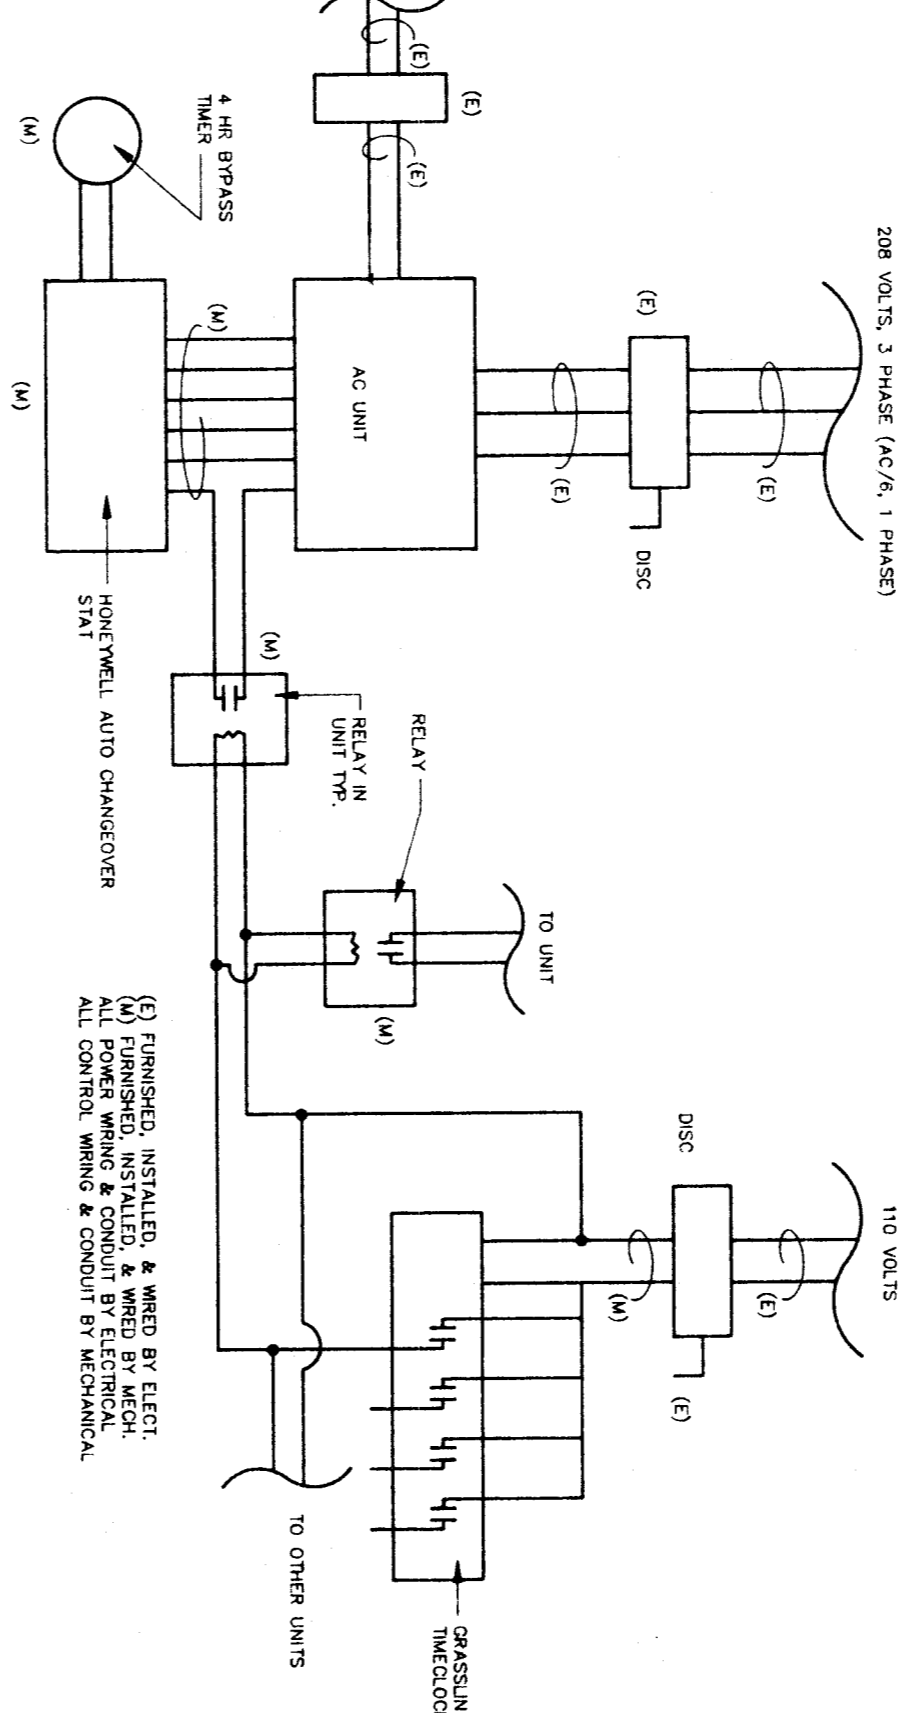 208 VOLTS, 3 PHASE (AC/6, 1 PHASE)
110 VOLTS
(E)
(E)
(E)
DISC
(E)
DISC
(E)
(E)
(E)
(E)
(M)
TO UNIT
(M)
RELAY
AC UNIT
RELAY IN
UNIT TYP.
(M)
GRASSLIN
4 HR BYPASS
TIMER
(M)
(M)
(M)
HONEYWELL AUTO CHANGEOVER
STAT
TO OTHER UNITS
(E) FURNISHED, INSTALLED, & WIRED BY ELECT.
(M) FURNISHED, INSTALLED, & WIRED BY MECH.
ALL POWER WIRING & CONDUIT BY ELECTRICAL
ALL CONTROL WIRING & CONDUIT BY MECHANICAL